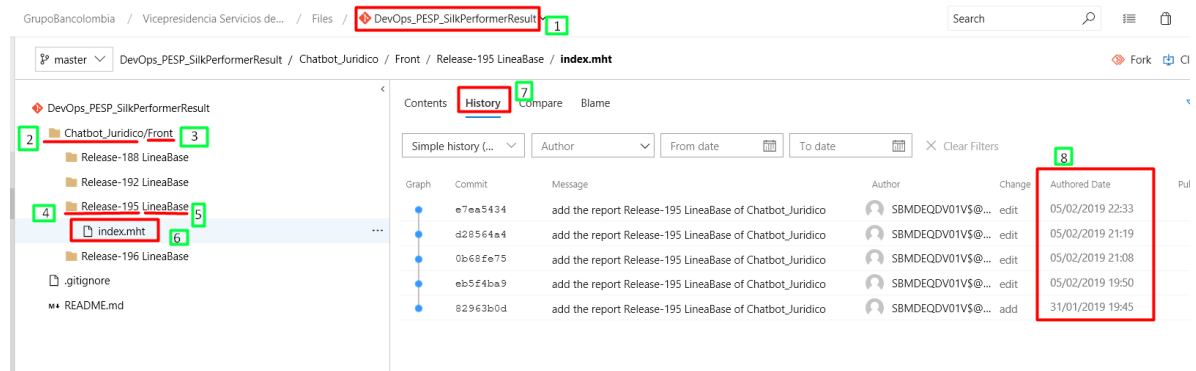 GrupoBancolombia / Vicepresidencia Servicios de... / Files / DevOps_PESP_SilkPerformerResult
1
Search
master DevOps_PESP_SilkPerformerResult / Chatbot_Juridico / Front / Release-195 LineaBase / index.mht
Fork Cl
DevOps_PESP_SilkPerformerResult
2 Chatbot_Juridico/Front 3
Release-188 LineaBase
Release-192 LineaBase
4 Release-195 LineaBase 5
index.mht ...
6
Release-196 LineaBase
.gitignore
M↓ README.md
7
Contents History Compare Blame
Simple history (... Author From date To date Clear Filters
8
Graph Commit Message Author Change Authored Date Pul
e7ea5434 add the report Release-195 LineaBase of Chatbot_Juridico SBMDEQDV01V$@... edit 05/02/2019 22:33
d28564a4 add the report Release-195 LineaBase of Chatbot_Juridico SBMDEQDV01V$@... edit 05/02/2019 21:19
0b68fe75 add the report Release-195 LineaBase of Chatbot_Juridico SBMDEQDV01V$@... edit 05/02/2019 21:08
eb5f4ba9 add the report Release-195 LineaBase of Chatbot_Juridico SBMDEQDV01V$@... edit 05/02/2019 19:50
82963b0d add the report Release-195 LineaBase of Chatbot_Juridico SBMDEQDV01V$@... add 31/01/2019 19:45